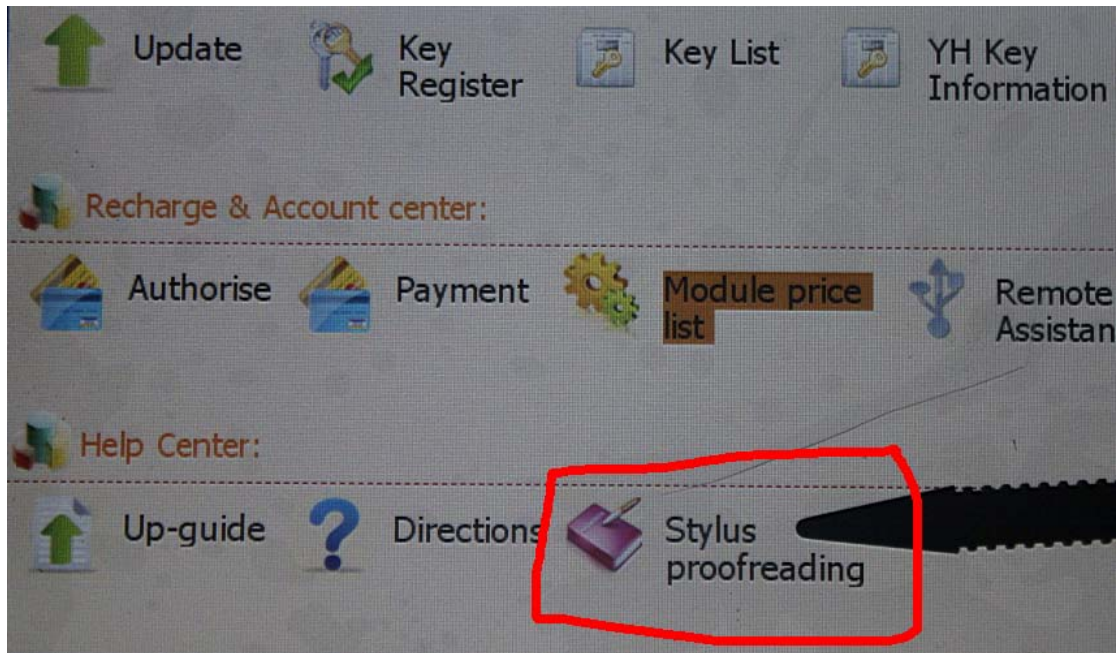 Update
Key
Register
Key List
YH Key
Information
Recharge & Account center:
Authorise
Payment
Module price
list
Remote
Assistan
Help Center:
Up-guide
Directions
Stylus
proofreading